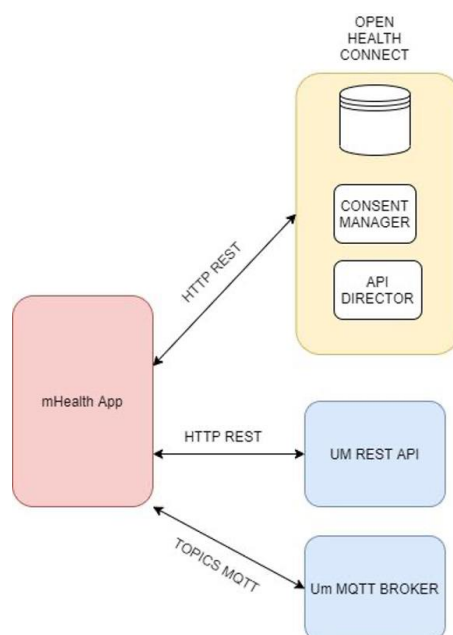 OPEN
HEALTH
CONNECT
CONSENT
MANAGER
API
DIRECTOR
HTTP REST
mHealth App
HTTP REST
UM REST API
TOPICS MQTT
Um MQTT BROKER